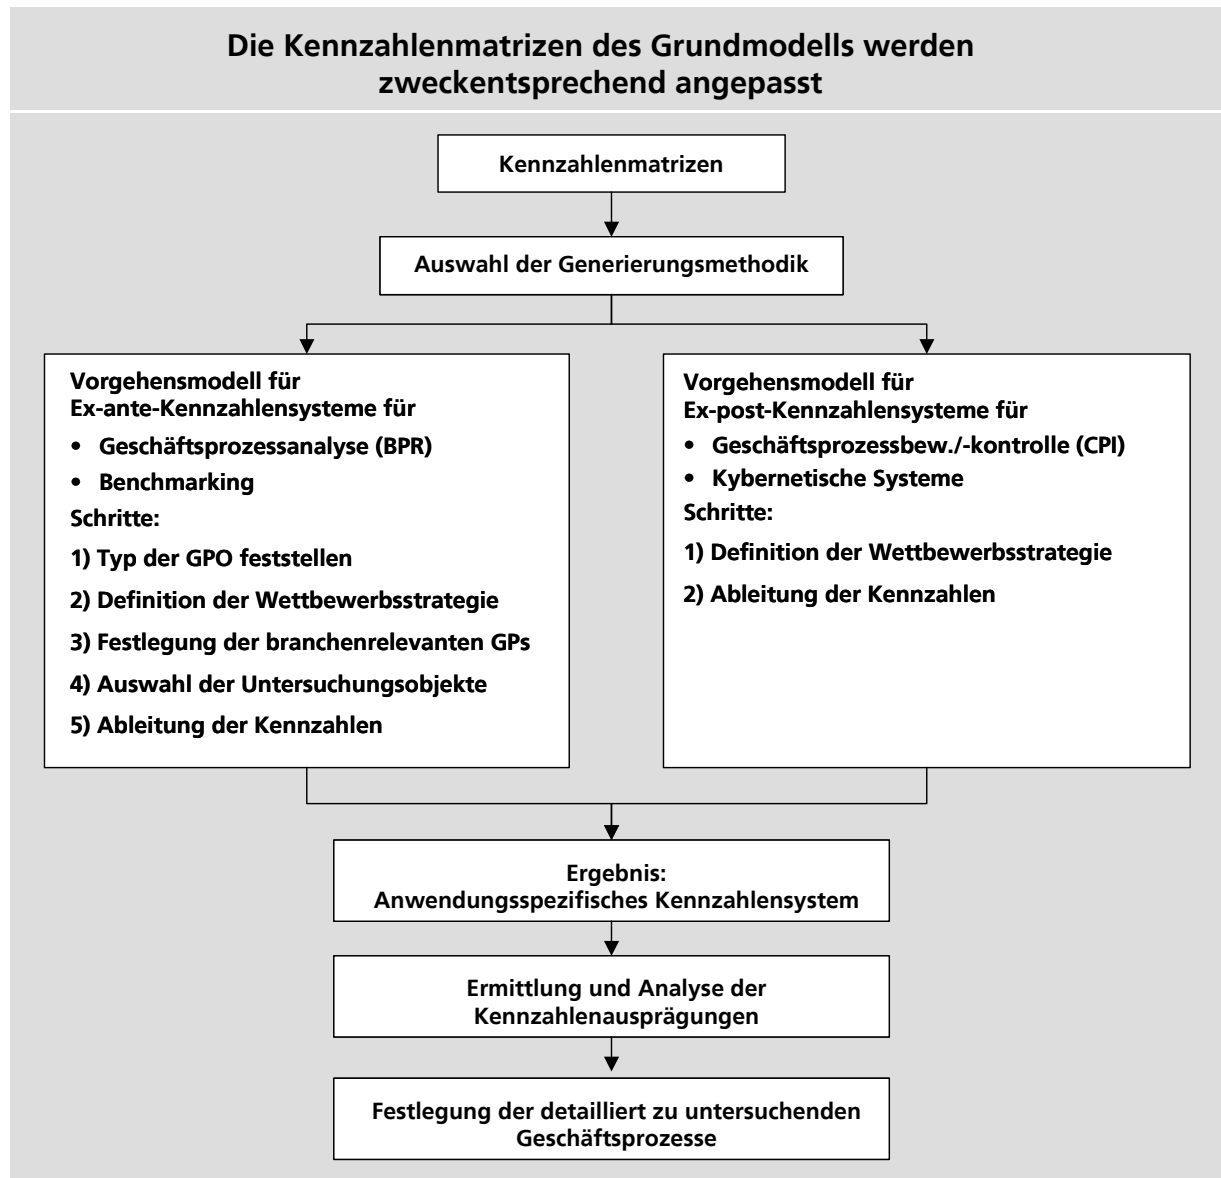 Die Kennzahlenmatrizen des Grundmodells werden
zweckentsprechend angepasst
Kennzahlenmatrizen
Auswahl der Generierungsmethodik
Vorgehensmodell für
Ex-ante-Kennzahlensysteme für
• Geschäftsprozessanalyse (BPR)
• Benchmarking
Schritte:
1) Typ der GPO feststellen
2) Definition der Wettbewerbsstrategie
3) Festlegung der branchenrelevanten GPs
4) Auswahl der Untersuchungsobjekte
5) Ableitung der Kennzahlen
Vorgehensmodell für
Ex-post-Kennzahlensysteme für
• Geschäftsprozessbew./-kontrolle (CPI)
• Kybernetische Systeme
Schritte:
1) Definition der Wettbewerbsstrategie
2) Ableitung der Kennzahlen
Ergebnis:
Anwendungsspezifisches Kennzahlensystem
Ermittlung und Analyse der
Kennzahlenausprägungen
Festlegung der detailliert zu untersuchenden
Geschäftsprozesse